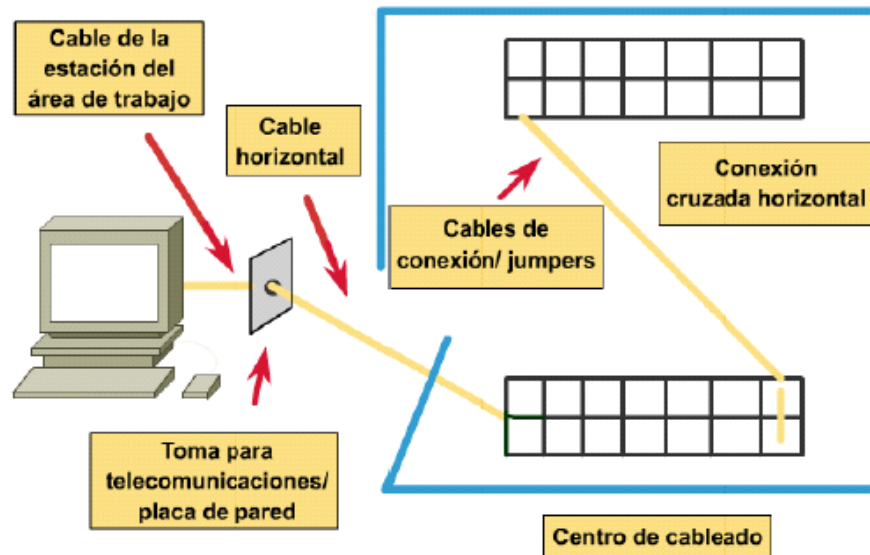 Cable de la
estación del
área de trabajo
Cable
horizontal
Conexión
cruzada horizontal
Cables de
conexión/ jumpers
Toma para
telecomunicaciones/
placa de pared
Centro de cableado